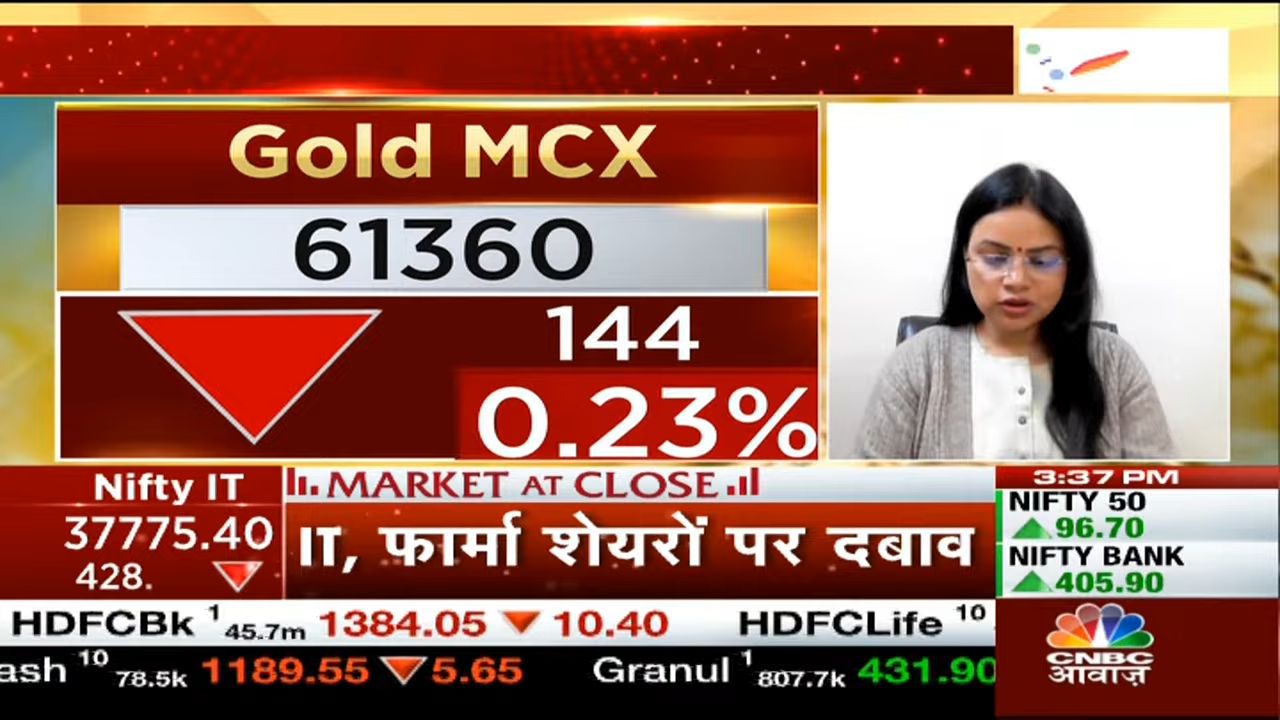 Gold MCX
61360
144
0.23%
Nifty IT
37775.40
428.
MARKET AT CLOSE
IT, फार्मा शेयरों पर दबाव
3:37 PM
NIFTY 50
96.70
NIFTY BANK
405.90
HDFCBk 1 45.7m 1384.05 10.40 HDFCLife 10
ash 10 78.5k 1189.55 5.65 Granul 1 807.7k 431.90
CNBC
आवाज़